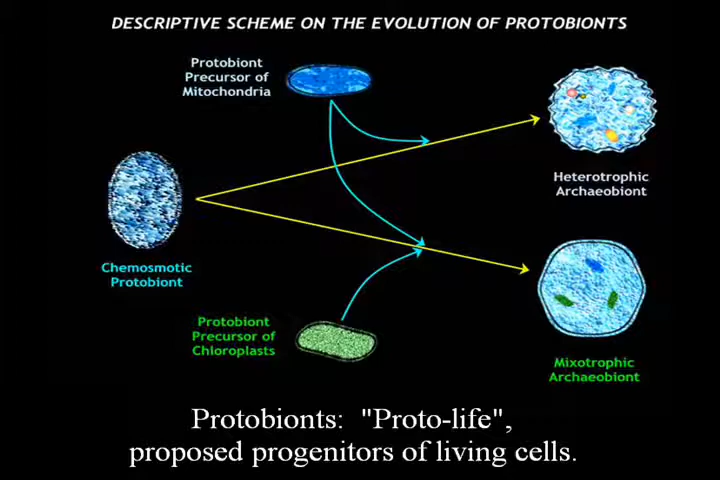 DESCRIPTIVE SCHEME ON THE EVOLUTION OF PROTOBIONTS
Protobiont
Precursor of
Mitochondria
Heterotrophic
Archaeobiont
Chemosmotic
Protobiont
Protobiont
Precursor of
Chloroplasts
Mixotrophic
Archaeobiont
Protobionts: "Proto-life",
proposed progenitors of living cells.